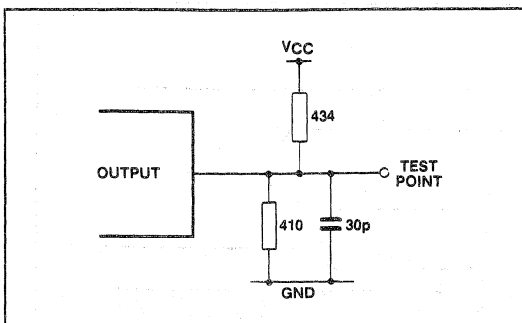 VCC
434
OUTPUT
TEST
POINT
410
30p
GND